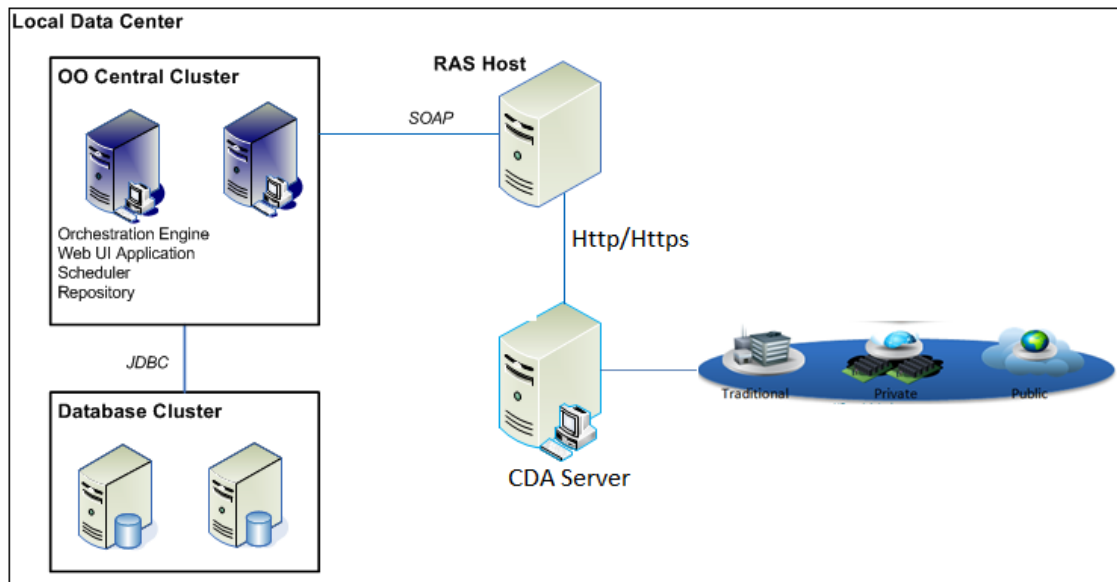 Local Data Center
OO Central Cluster
RAS Host
SOAP
Orchestration Engine
Web UI Application
Scheduler
Repository
Http/Https
JDBC
Traditional
Private
Public
Database Cluster
CDA Server